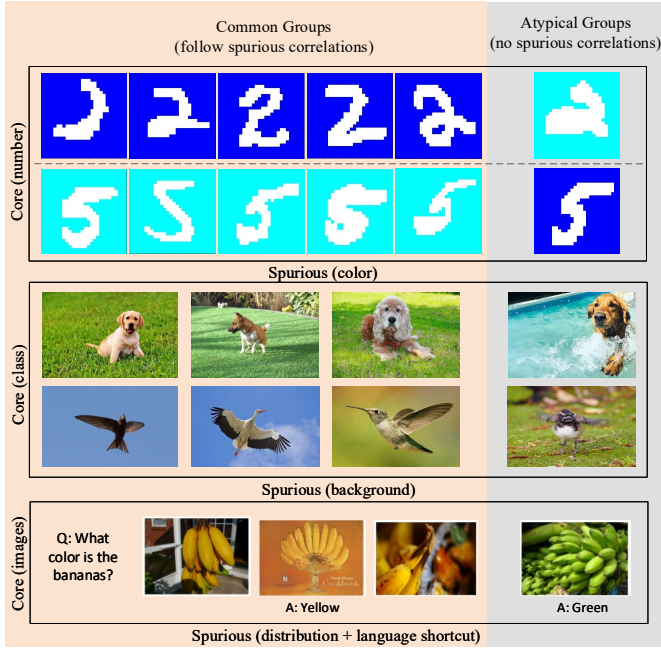 Common Groups
(follow spurious correlations)
Atypical Groups
(no spurious correlations)
Core (number)
Spurious (color)
Core (class)
Spurious (background)
Core (images)
Q: What
color is the
bananas?
Cookbook
A: Yellow
A: Green
Spurious (distribution + language shortcut)